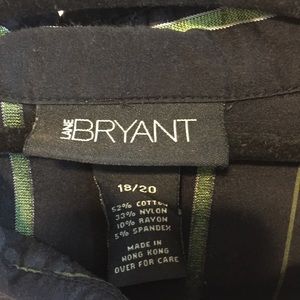 LANE BRYANT
18/20
52% COTTON
33% NYLON
10% RAYON
5% SPANDEX
MADE IN
HONG KONG
OVER FOR CARE